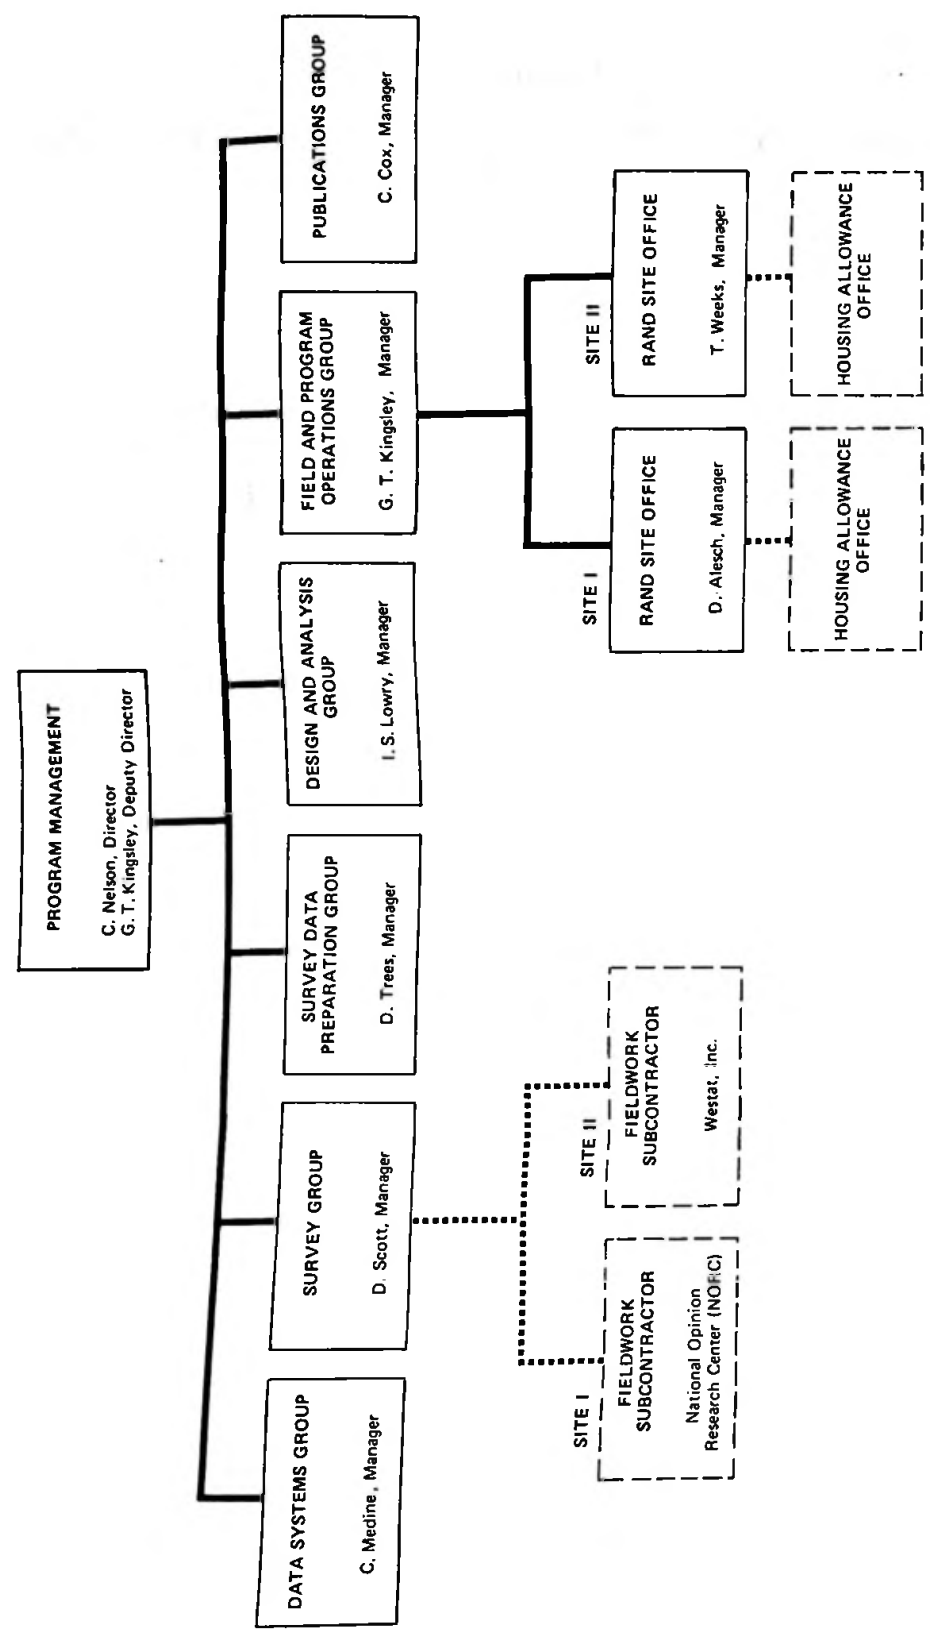 PROGRAM MANAGEMENT
C. Nelson, Director
G. T. Kingsley, Deputy Director
DATA SYSTEMS GROUP
C. Medine, Manager
SURVEY GROUP
D. Scott, Manager
SURVEY DATA
PREPARATION GROUP
D. Trees, Manager
DESIGN AND ANALYSIS
GROUP
I. S. Lowry, Manager
FIELD AND PROGRAM
OPERATIONS GROUP
G. T. Kingsley, Manager
PUBLICATIONS GROUP
C. Cox, Manager
SITE I
FIELDWORK
SUBCONTRACTOR
National Opinion
Research Center (NORC)
SITE II
FIELDWORK
SUBCONTRACTOR
Westat, Inc.
SITE I
RAND SITE OFFICE
D. Alesch, Manager
SITE II
RAND SITE OFFICE
T. Weeks, Manager
HOUSING ALLOWANCE
OFFICE
HOUSING ALLOWANCE
OFFICE